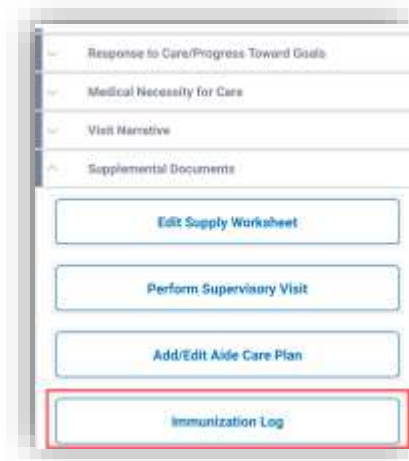 Response to Care/Progress Toward Goals
Medical Necessity for Care
Visit Narrative
Supplemental Documents
Edit Supply Worksheet
Perform Supervisory Visit
Add/Edit Aide Care Plan
Immunization Log